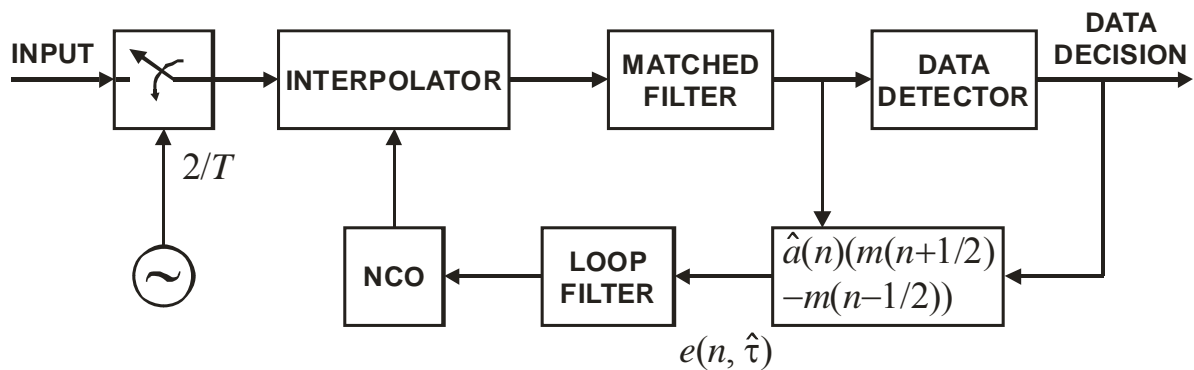 INPUT
INTERPOLATOR
MATCHED
FILTER
DATA
DETECTOR
DATA
DECISION
2/T
~
NCO
LOOP
FILTER
â(n)(m(n+1/2)
−m(n−1/2))
e(n, τ̂)